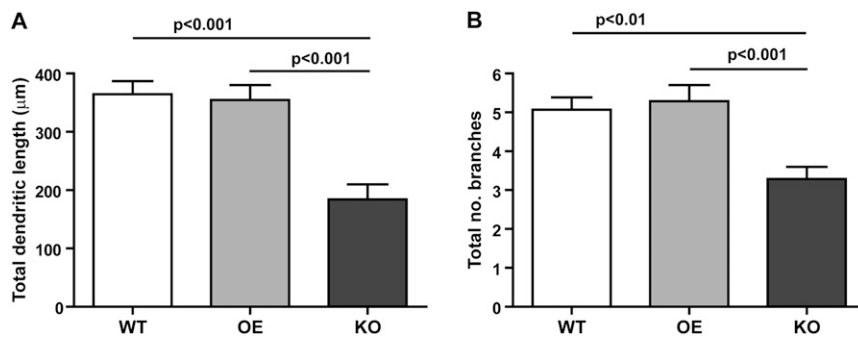 A
p<0.001
p<0.001
Total dendritic length (μm)
400
300
200
100
0
WT OE KO
B
p<0.01
p<0.001
Total no. branches
6
5
4
3
2
1
0
WT OE KO